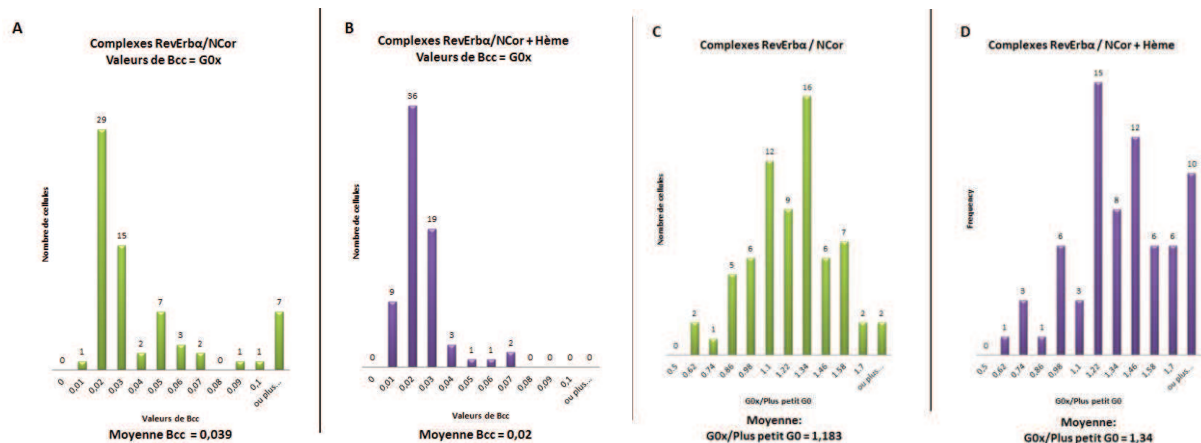 A
Complexes RevErbα/NCor
Valeurs de Bcc = G0x
Nombre de cellules
0 1 29 15 2 7 3 2 0 1 1 7
0 0,01 0,02 0,03 0,04 0,05 0,06 0,07 0,08 0,09 0,1 ou plus...
Valeurs de Bcc
Moyenne Bcc = 0,039
B
Complexes RevErbα/NCor + Hème
Valeurs de Bcc = G0x
Nombre de cellules
0 9 36 19 3 1 1 2 0 0 0 0
0 0,01 0,02 0,03 0,04 0,05 0,06 0,07 0,08 0,09 0,1 ou plus...
Valeurs de Bcc
Moyenne Bcc = 0,02
C
Complexes RevErbα / NCor
Nombre de cellules
0 2 1 5 6 12 9 16 6 7 2 2
0,5 0,62 0,74 0,86 0,98 1,1 1,22 1,34 1,46 1,58 1,7 ou plus...
G0x/Plus petit G0
Moyenne:
G0x/Plus petit G0 = 1,183
D
Complexes RevErbα / NCor + Hème
Frequency
0 1 3 1 6 3 15 8 12 6 6 10
0,5 0,62 0,74 0,86 0,98 1,1 1,22 1,34 1,46 1,58 1,7 ou plus...
G0x/Plus petit G0
Moyenne:
G0x/Plus petit G0 = 1,34